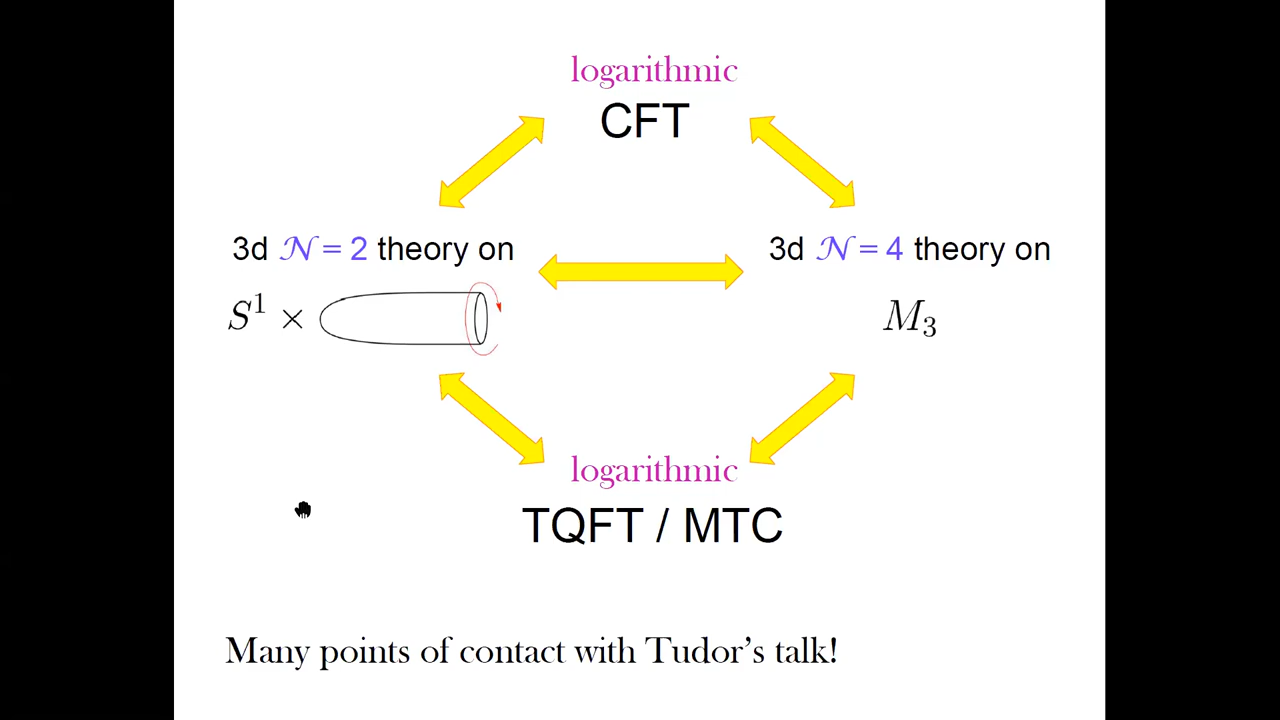 logarithmic
CFT
3d 𝒩 = 2 theory on
3d 𝒩 = 4 theory on
S¹ ×
M₃
logarithmic
TQFT / MTC
Many points of contact with Tudor’s talk!